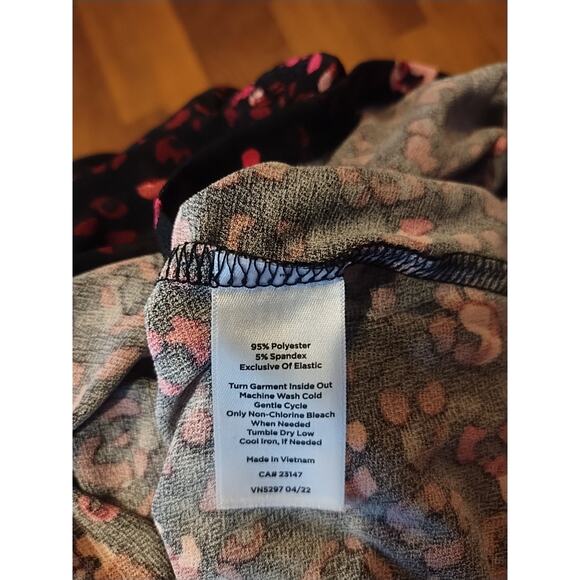 95% Polyester
5% Spandex
Exclusive Of Elastic
Turn Garment Inside Out
Machine Wash Cold
Gentle Cycle
Only Non-Chlorine Bleach
When Needed
Tumble Dry Low
Cool Iron, If Needed
Made in Vietnam
CA# 23147
VN5297 04/22